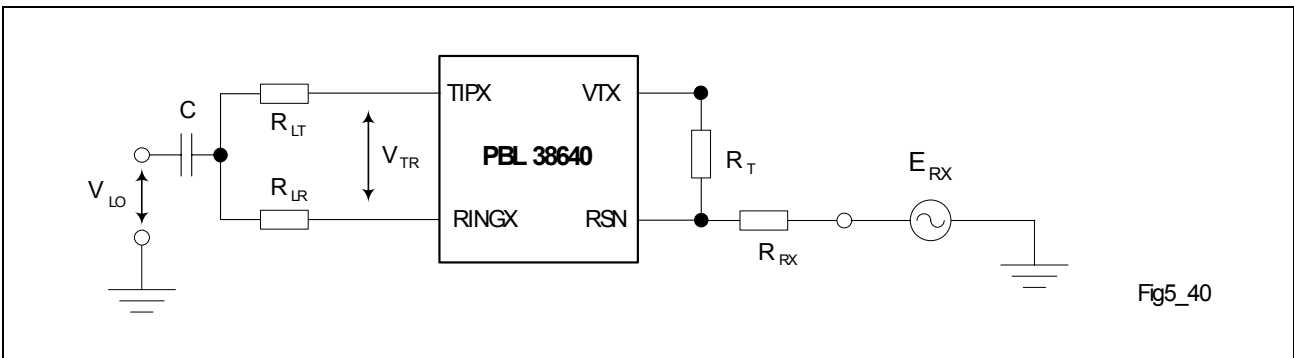 TIPX VTX
C
R LT
PBL 38640
V TR
R T
E RX
V LO
R LR
RINGX RSN
R RX
Fig5_40